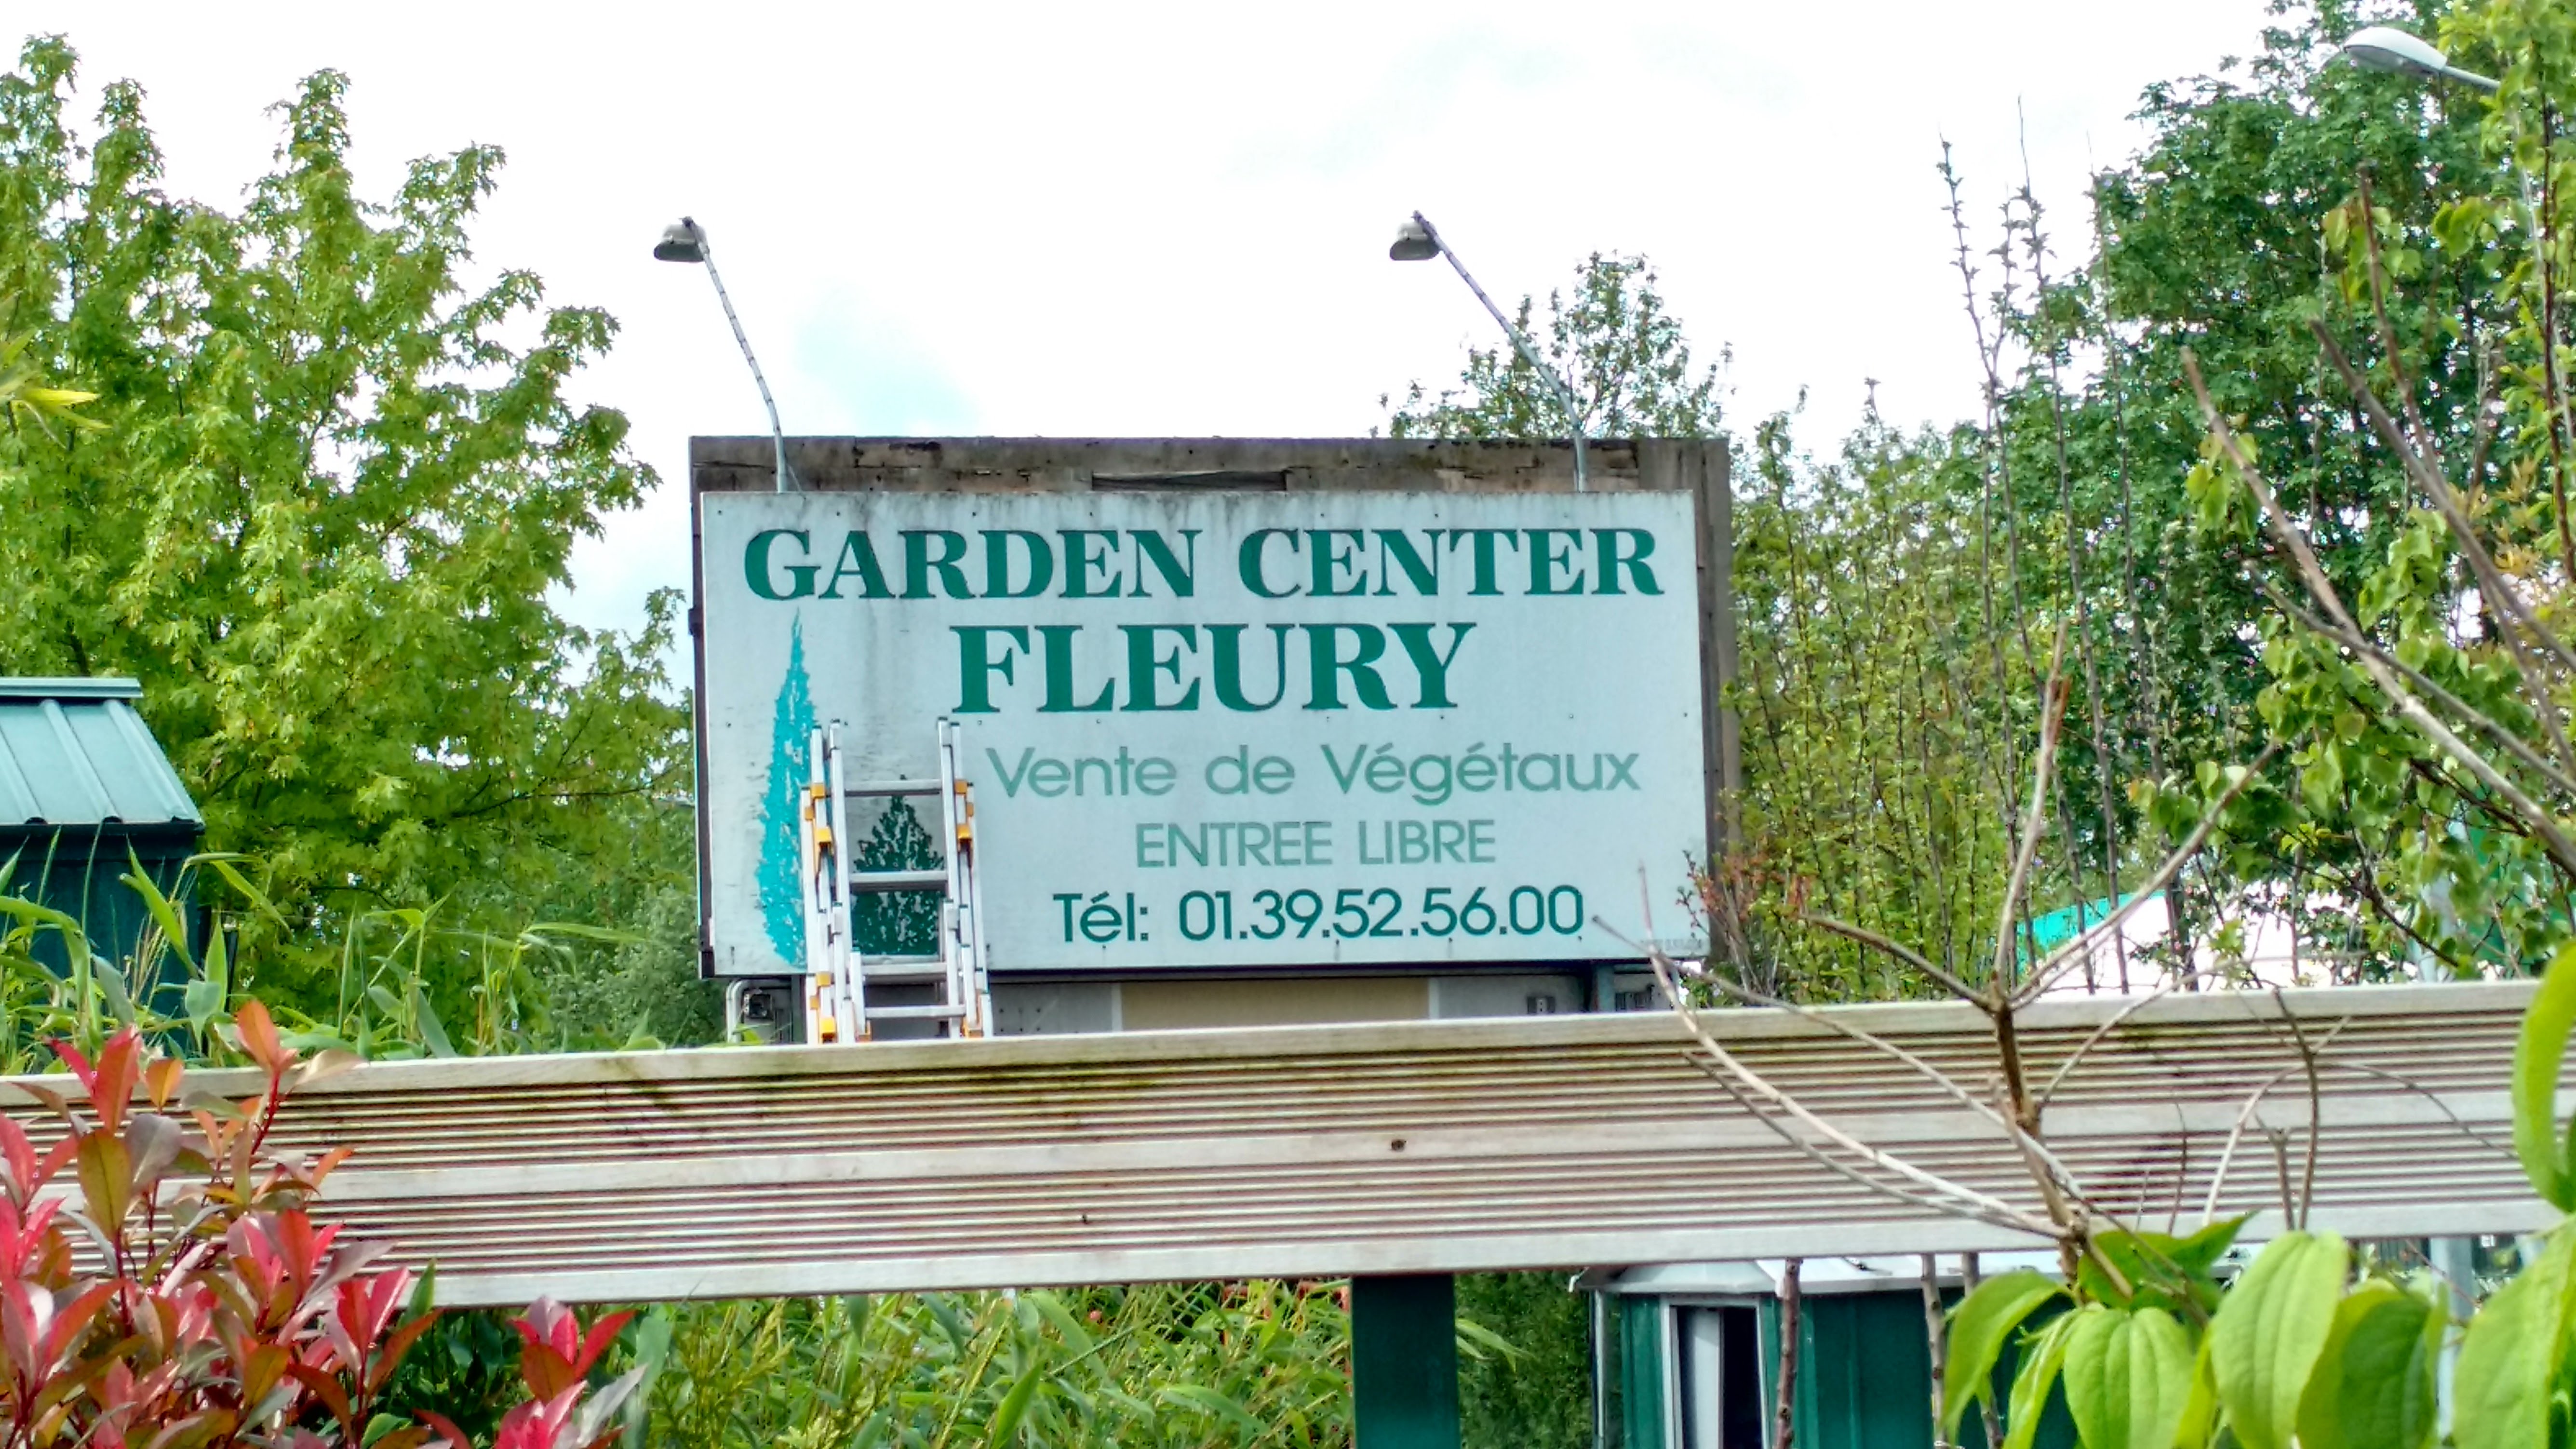 GARDEN CENTER
FLEURY
Vente de Végétaux
ENTREE LIBRE
Tél: 01.39.52.56.00